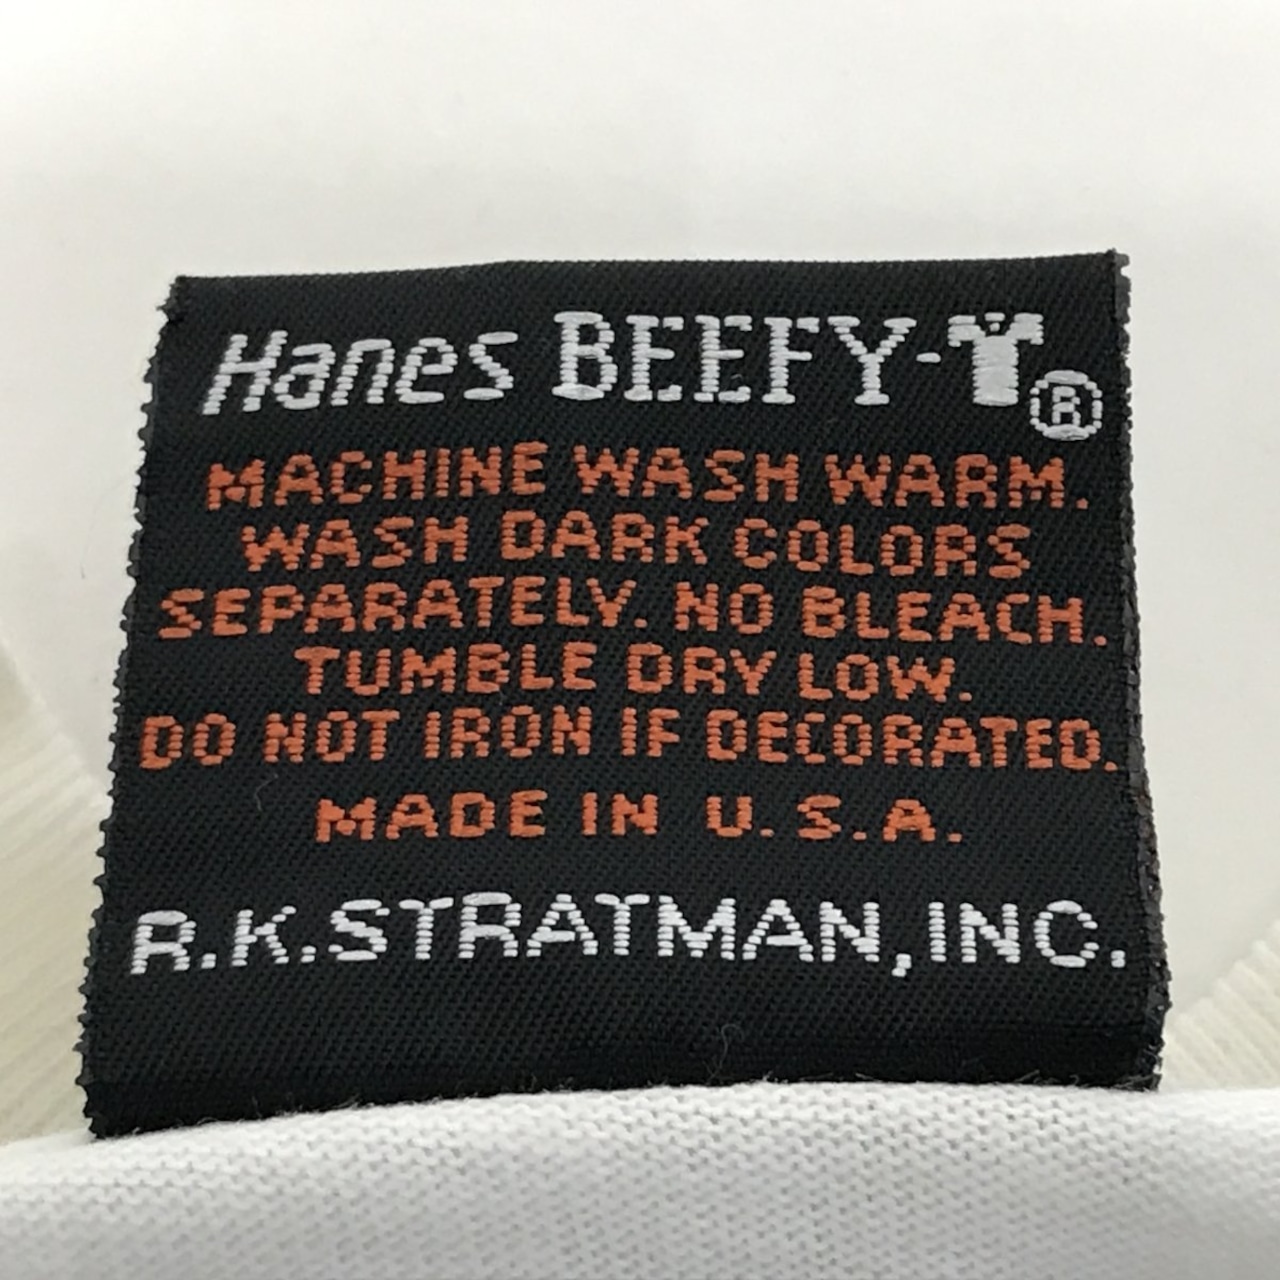 Hanes BEEFY-T®
MACHINE WASH WARM.
WASH DARK COLORS
SEPARATELY. NO BLEACH.
TUMBLE DRY LOW.
DO NOT IRON IF DECORATED.
MADE IN U.S.A.
R.K.STRATMAN, INC.